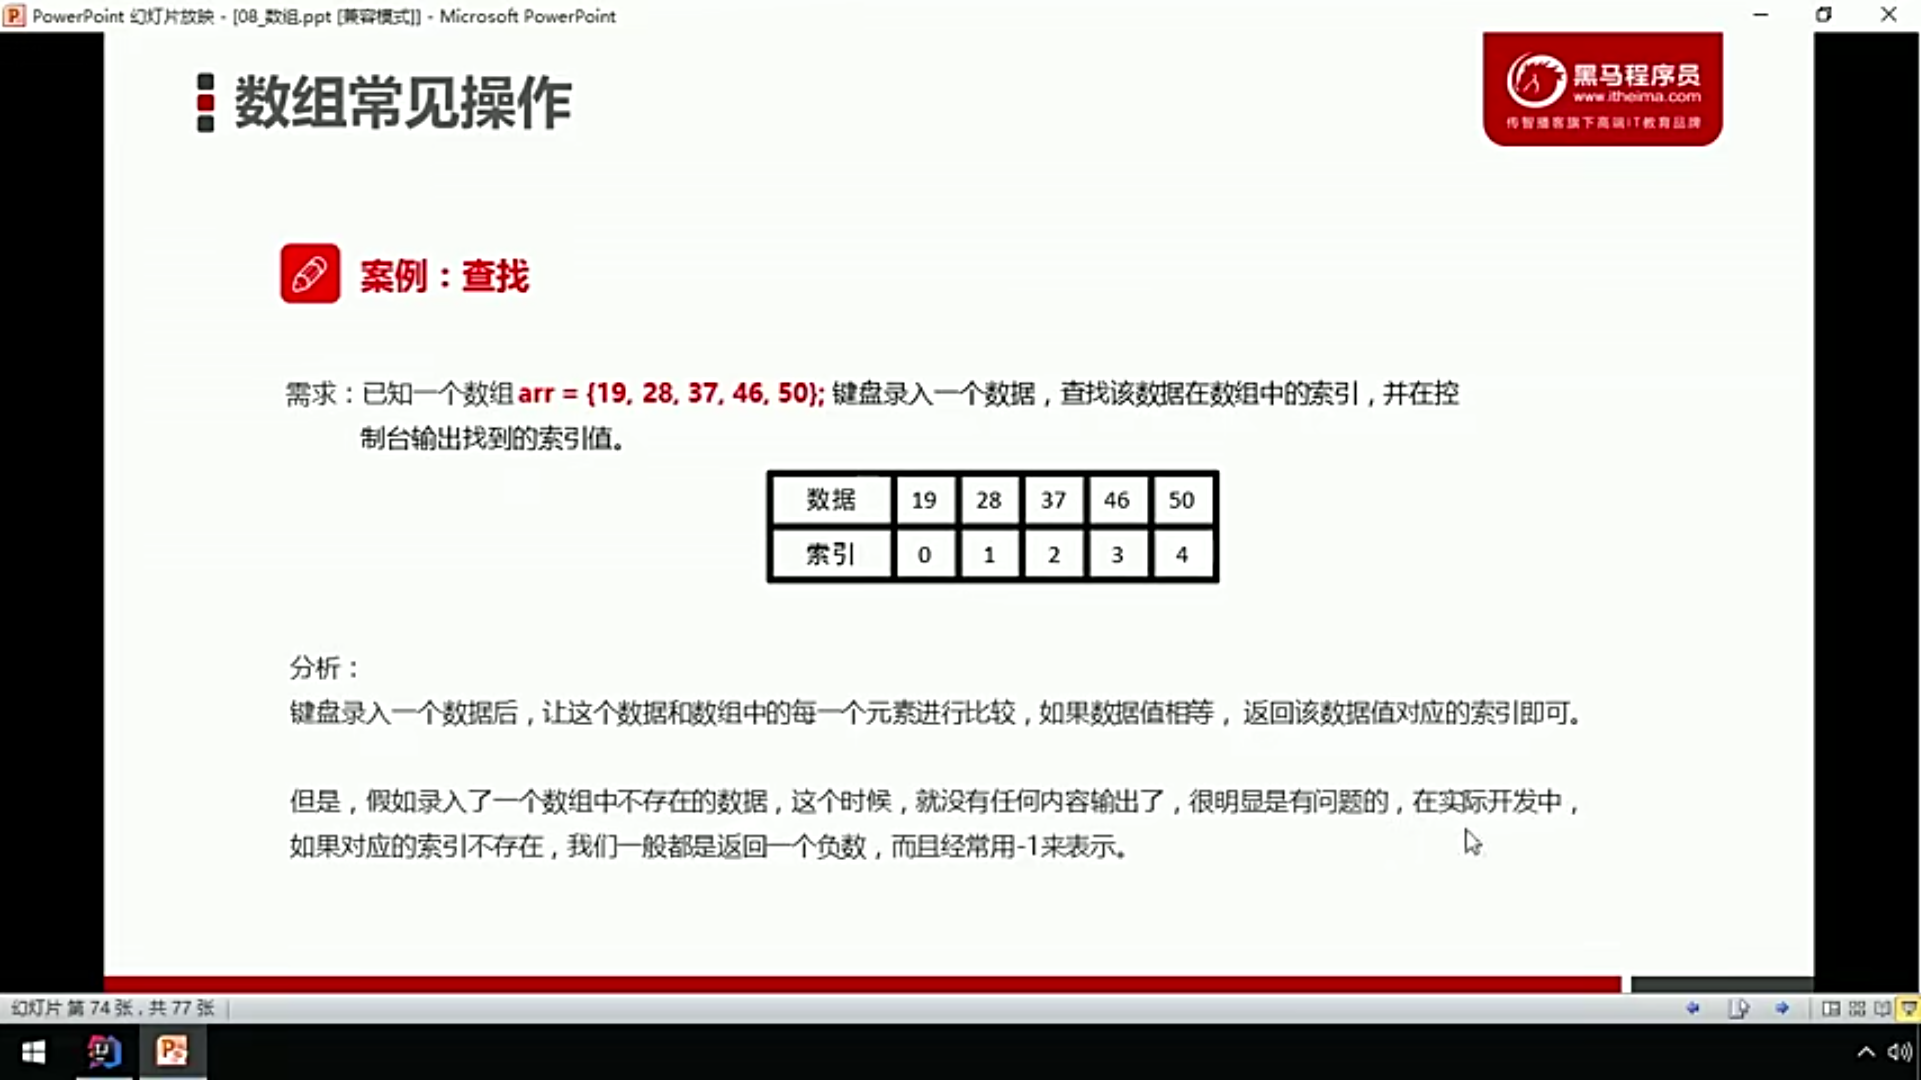 PowerPoint 幻灯片放映 - [08_数组.ppt [兼容模式]] - Microsoft PowerPoint
数组常见操作
黑马程序员
www.itheima.com
传智播客旗下高端IT教育品牌
案例：查找
需求：已知一个数组 arr = {19, 28, 37, 46, 50}; 键盘录入一个数据，查找该数据在数组中的索引，并在控
制台输出找到的索引值。
数据 19 28 37 46 50
索引 0 1 2 3 4
分析：
键盘录入一个数据后，让这个数据和数组中的每一个元素进行比较，如果数据值相等，返回该数据值对应的索引即可。
但是，假如录入了一个数组中不存在的数据，这个时候，就没有任何内容输出了，很明显是有问题的，在实际开发中，
如果对应的索引不存在，我们一般都是返回一个负数，而且经常用-1来表示。
幻灯片 第 74 张，共 77 张